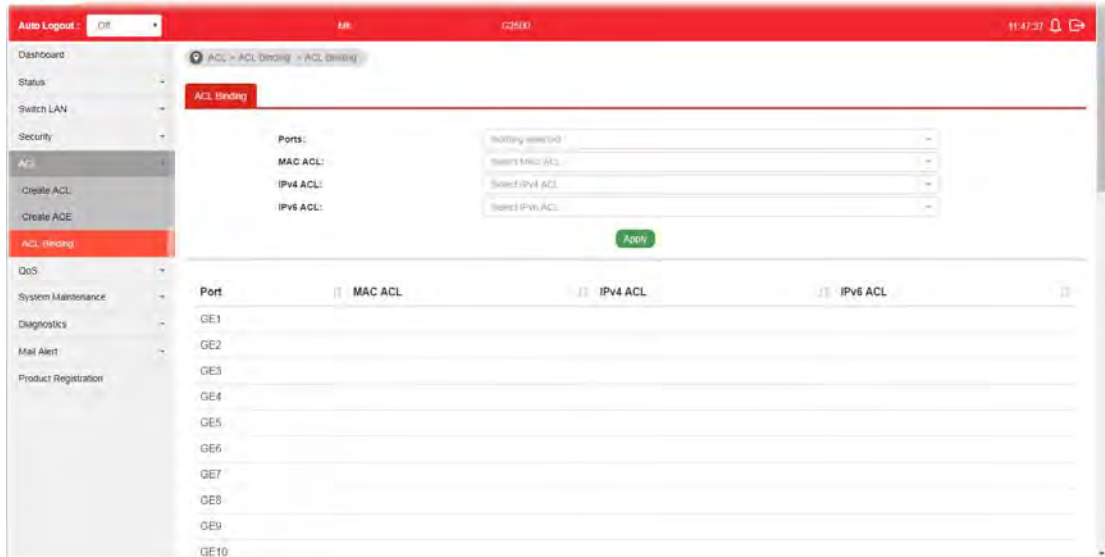 Auto Logout : Off G2500 11:47:37
Dashboard
ACL > ACL Binding > ACL Binding
Status
Switch LAN
ACL Binding
Security
Ports: Nothing selected
ACL
MAC ACL: Select MAC ACL
Create ACL
IPv4 ACL: Select IPv4 ACL
Create ACE
IPv6 ACL: Select IPv6 ACL
ACL Binding
Apply
QoS
System Maintenance
Port MAC ACL IPv4 ACL IPv6 ACL
Diagnostics
GE1
Mail Alert
GE2
Product Registration
GE3
GE4
GE5
GE6
GE7
GE8
GE9
GE10